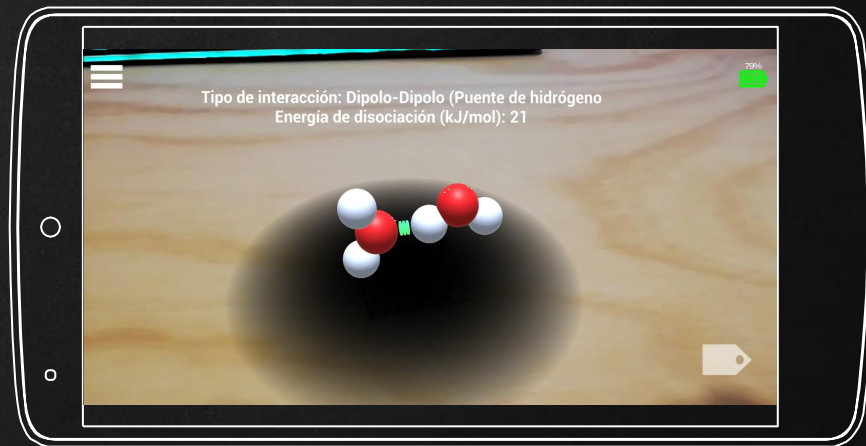 79%
Tipo de interacción: Dipolo-Dipolo (Puente de hidrógeno
Energía de disociación (kJ/mol): 21